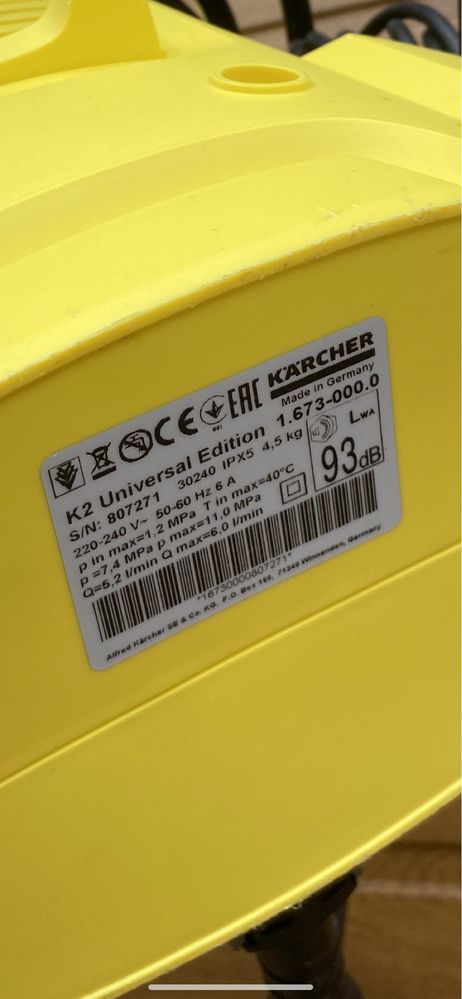 KÄRCHER
Made in Germany
CE EAC
K2 Universal Edition 1.673-000.0
S/N: 807271 30240 IPX5 4,5 kg
220-240 V~ 50-60 Hz 6 A
p in max=1,2 MPa T in max=40°C
p =7,4 MPa p max=11,0 MPa
Q=5,2 l/min Q max=6,0 l/min
LWA
93dB
*16730000807271*
Alfred Kärcher SE & Co. KG. P.O. Box 160, 71349 Winnenden, Germany